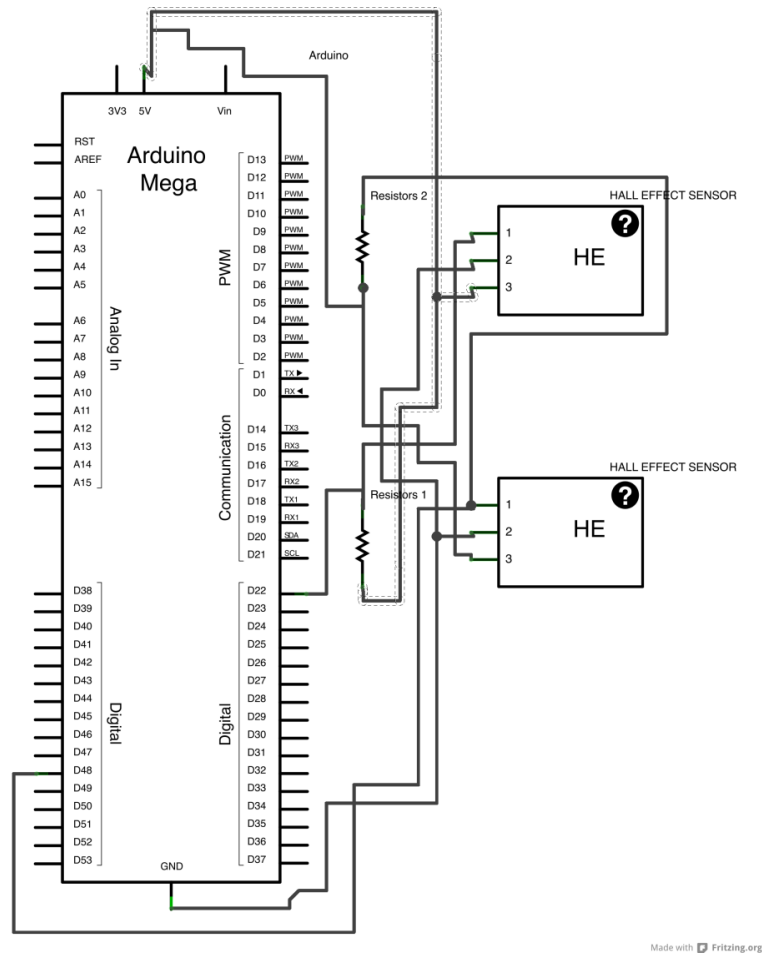 Arduino
3V3 5V Vin
RST
AREF
Arduino
Mega
A0
A1
A2
A3
A4
A5
A6
A7
A8
A9
A10
A11
A12
A13
A14
A15
Analog In
D13 PWM
D12 PWM
D11 PWM
D10 PWM
D9 PWM
D8 PWM
D7 PWM
D6 PWM
D5 PWM
D4 PWM
D3 PWM
D2 PWM
PWM
D1 TX ▶
D0 RX ◀
D14 TX3
D15 RX3
D16 TX2
D17 RX2
D18 TX1
D19 RX1
D20 SDA
D21 SCL
Communication
D38
D39
D40
D41
D42
D43
D44
D45
D46
D47
D48
D49
D50
D51
D52
D53
Digital
D22
D23
D24
D25
D26
D27
D28
D29
D30
D31
D32
D33
D34
D35
D36
D37
Digital
GND
Resistors 2
Resistors 1
HALL EFFECT SENSOR
?
HE
1
2
3
HALL EFFECT SENSOR
?
HE
1
2
3
Made with Fritzing.org